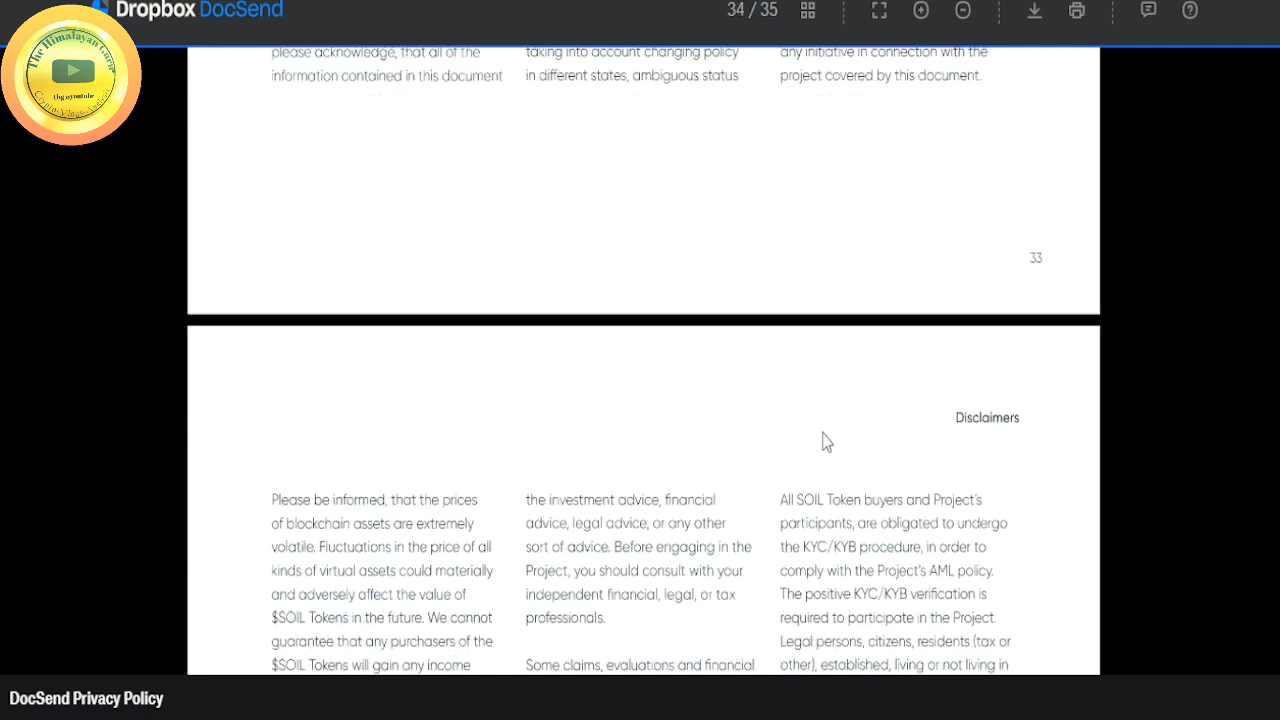 Dropbox DocSend
34 / 35
The Himalayan Guru
thg @youtube
please acknowledge, that all of the
information contained in this document
taking into account changing policy
in different states, ambiguous status
any initiative in connection with the
project covered by this document.
33
Disclaimers
Please be informed, that the prices
of blockchain assets are extremely
volatile. Fluctuations in the price of all
kinds of virtual assets could materially
and adversely affect the value of
$SOIL Tokens in the future. We cannot
guarantee that any purchasers of the
$SOIL Tokens will gain any income
the investment advice, financial
advice, legal advice, or any other
sort of advice. Before engaging in the
Project, you should consult with your
independent financial, legal, or tax
professionals.
Some claims, evaluations and financial
All SOIL Token buyers and Project's
participants, are obligated to undergo
the KYC/KYB procedure, in order to
comply with the Project's AML policy.
The positive KYC/KYB verification is
required to participate in the Project.
Legal persons, citizens, residents (tax or
other), established, living or not living in
DocSend Privacy Policy